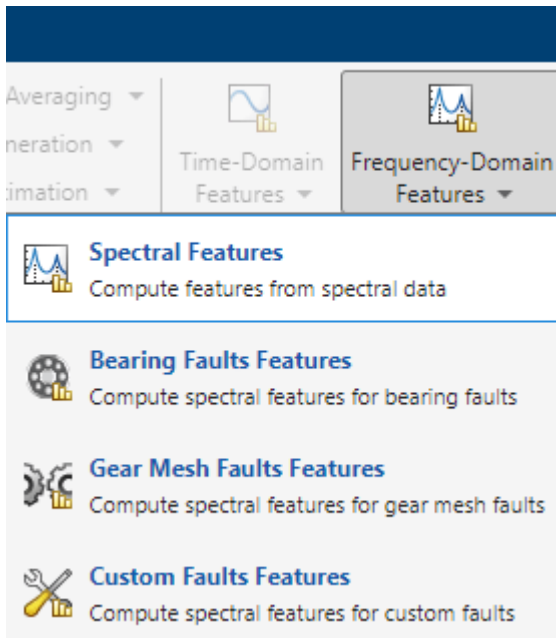 Averaging
neration
Time-Domain
Frequency-Domain
imation
Features
Features
Spectral Features
Compute features from spectral data
Bearing Faults Features
Compute spectral features for bearing faults
Gear Mesh Faults Features
Compute spectral features for gear mesh faults
Custom Faults Features
Compute spectral features for custom faults